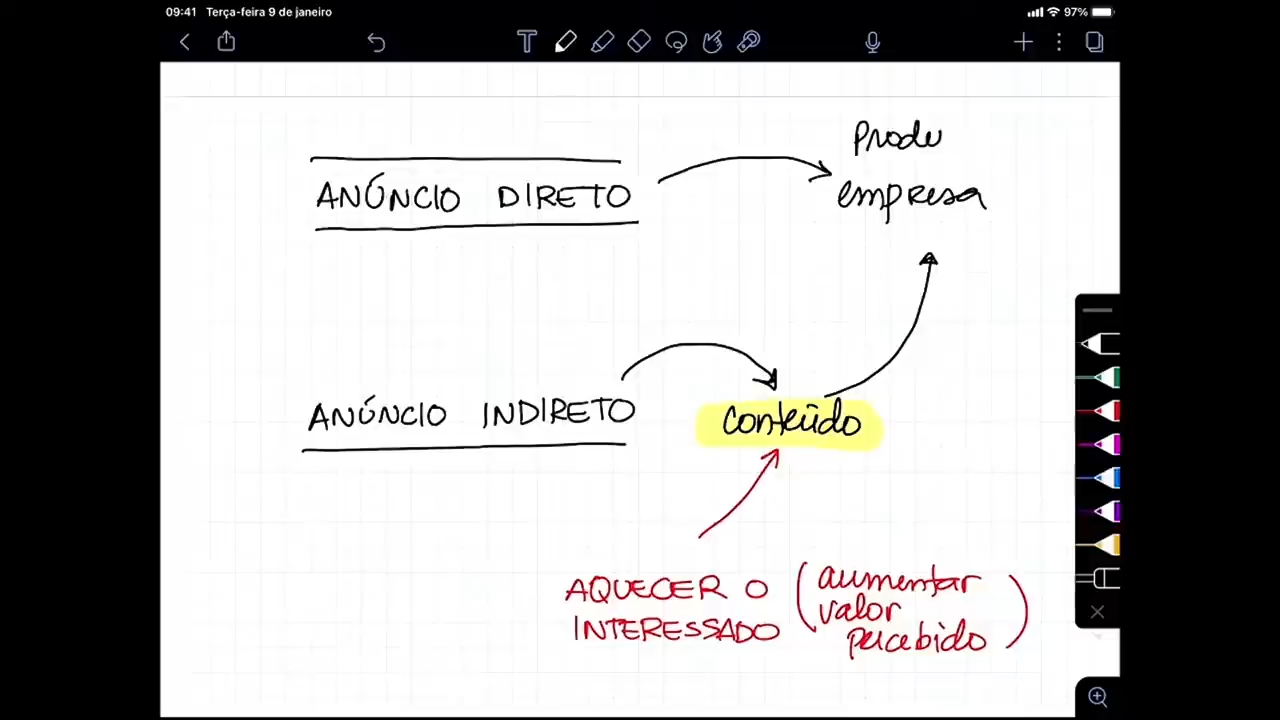 09:41 Terça-feira 9 de janeiro
97%
Produ
ANÚNCIO DIRETO
empresa
ANÚNCIO INDIRETO
conteúdo
AQUECER O
INTERESSADO
(aumentar
valor
percebido)